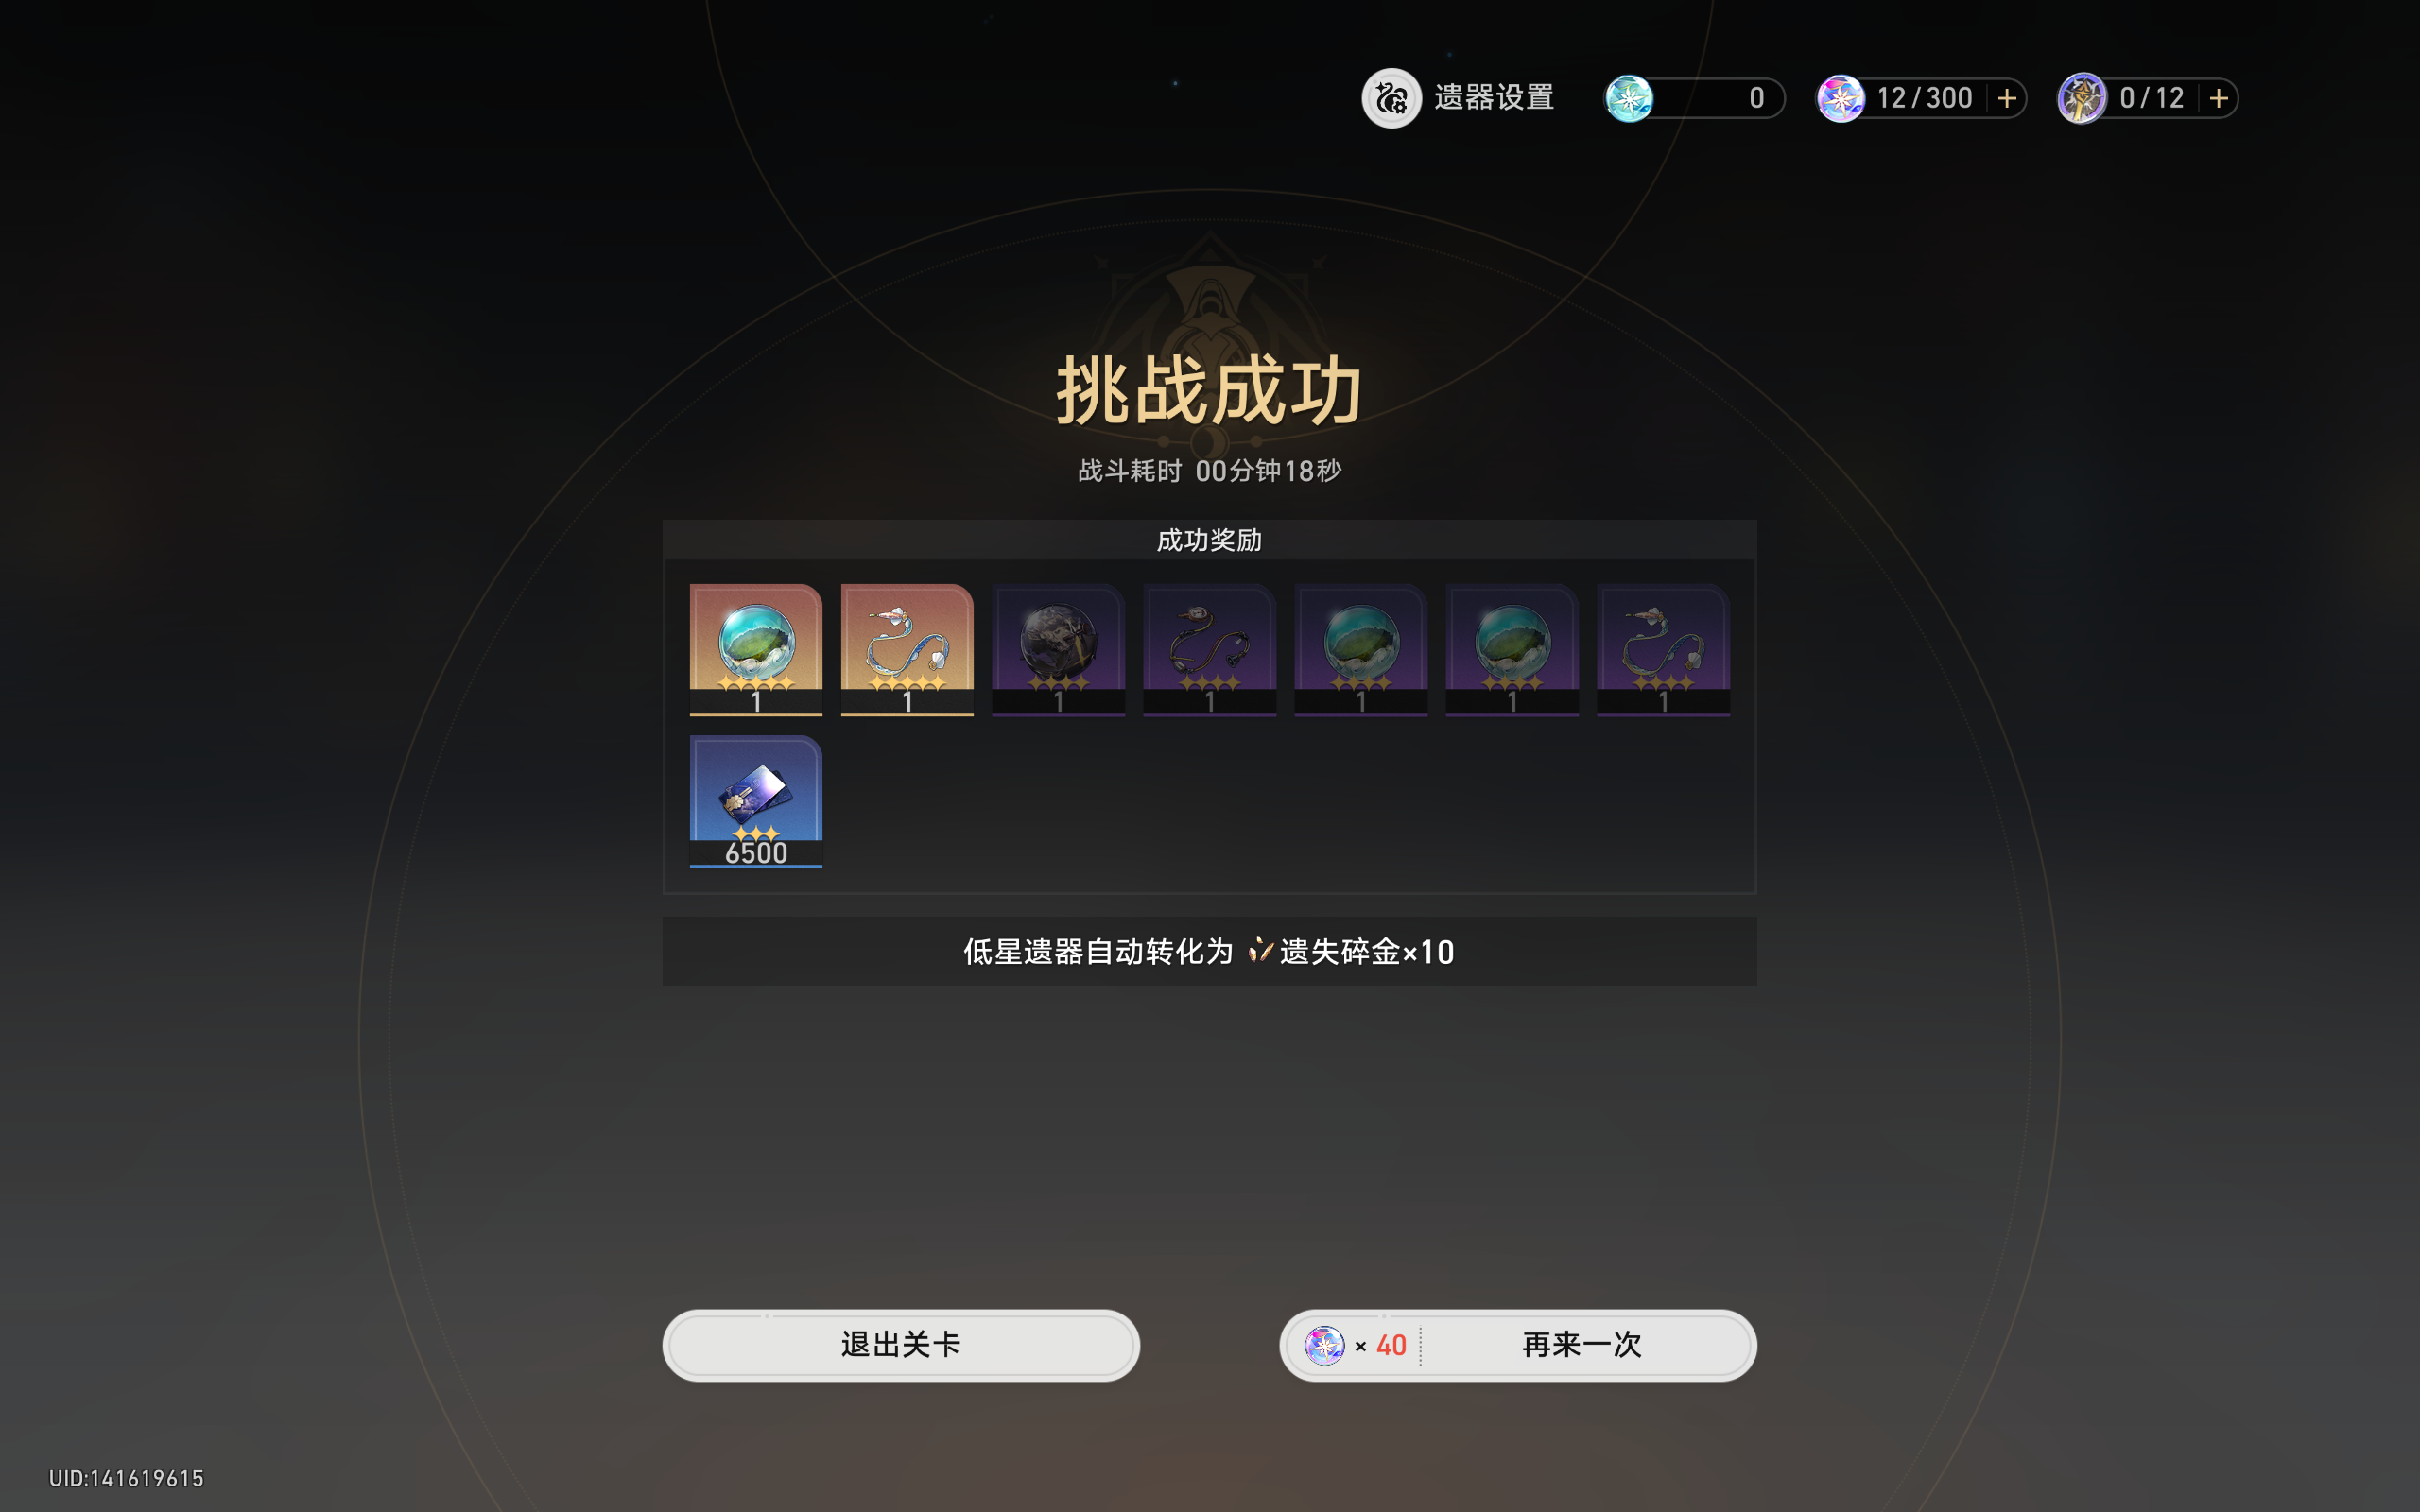 遗器设置 0 12/300 + 0/12 +
挑战成功
战斗耗时 00分钟18秒
成功奖励
1 1 1 1 1 1 1
6500
低星遗器自动转化为 遗失碎金×10
退出关卡 × 40 再来一次
UID:141619615